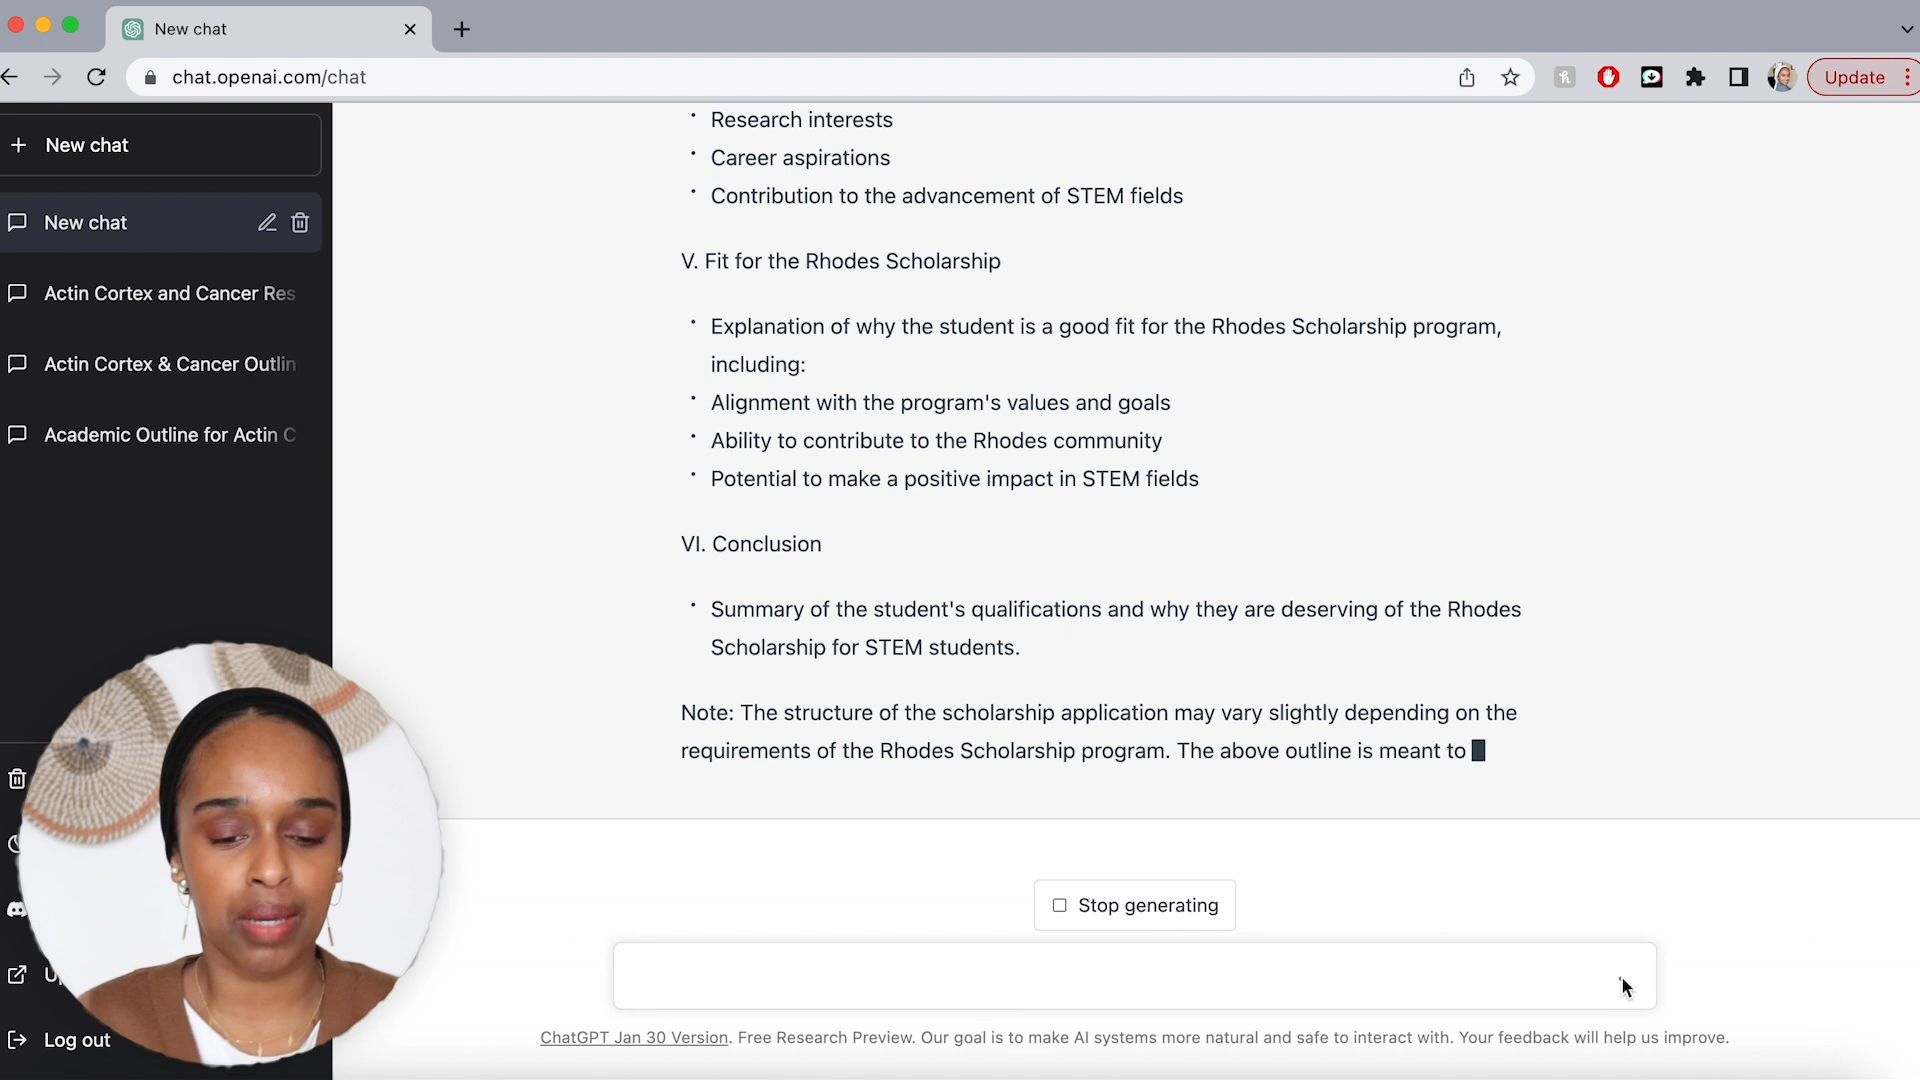 New chat
chat.openai.com/chat
Update
New chat
New chat
Actin Cortex and Cancer Res
Actin Cortex & Cancer Outlin
Academic Outline for Actin C
Log out
• Research interests
• Career aspirations
• Contribution to the advancement of STEM fields
V. Fit for the Rhodes Scholarship
• Explanation of why the student is a good fit for the Rhodes Scholarship program,
including:
• Alignment with the program's values and goals
• Ability to contribute to the Rhodes community
• Potential to make a positive impact in STEM fields
VI. Conclusion
• Summary of the student's qualifications and why they are deserving of the Rhodes
Scholarship for STEM students.
Note: The structure of the scholarship application may vary slightly depending on the
requirements of the Rhodes Scholarship program. The above outline is meant to
Stop generating
ChatGPT Jan 30 Version. Free Research Preview. Our goal is to make AI systems more natural and safe to interact with. Your feedback will help us improve.